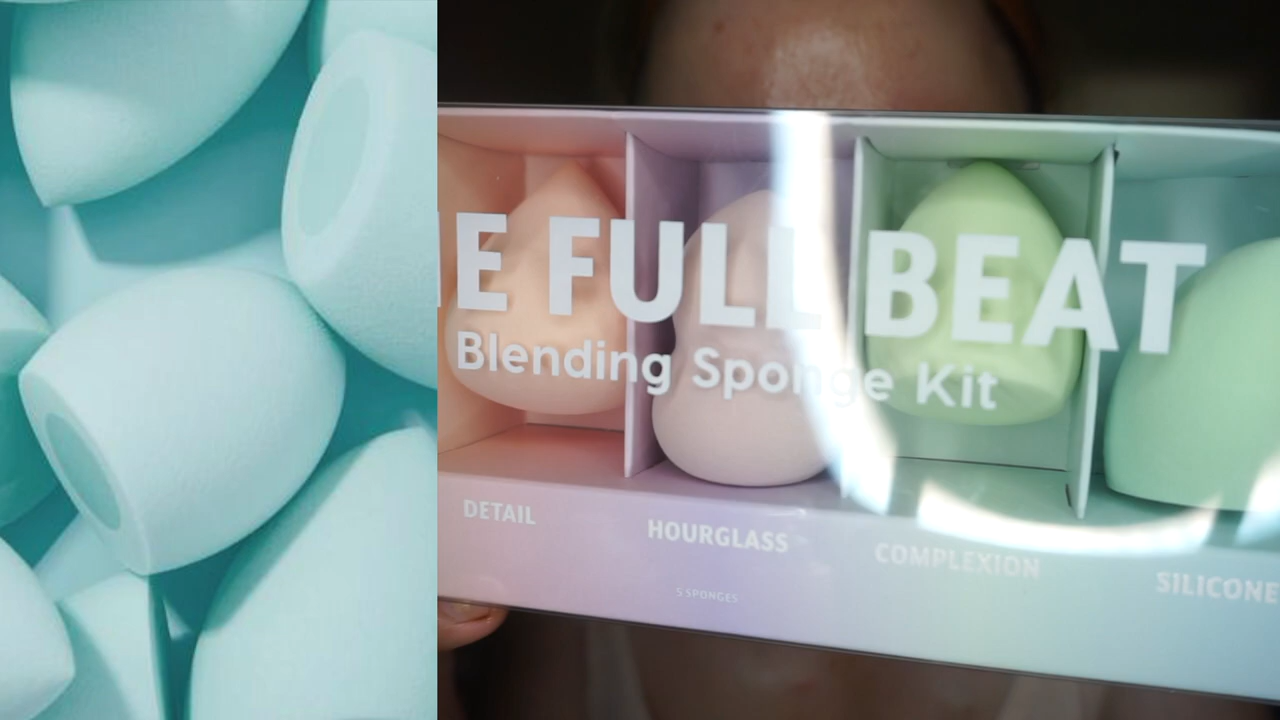 E FULL BEAT
Blending Sponge Kit
DETAIL
HOURGLASS
COMPLEXION
SILICONE
5 SPONGES